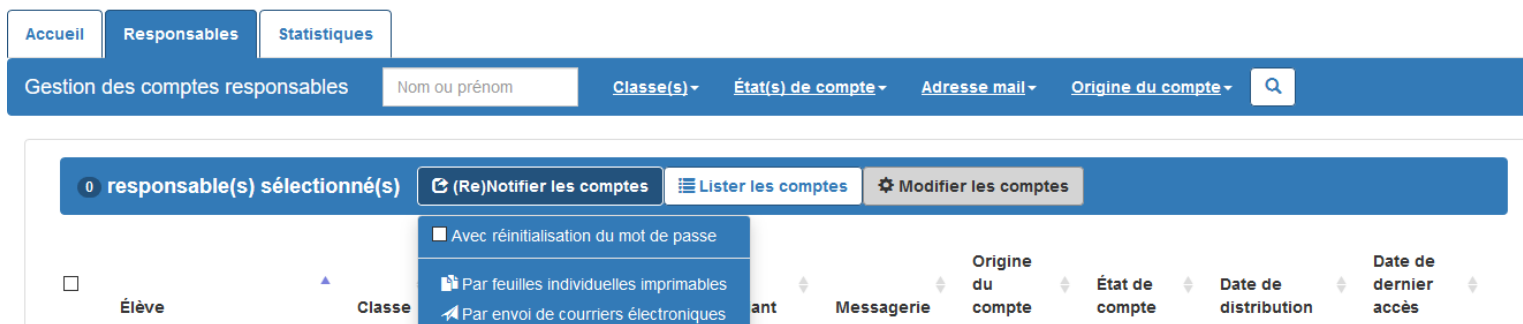 Accueil
Responsables
Statistiques
Gestion des comptes responsables
Nom ou prénom
Classe(s)
État(s) de compte
Adresse mail
Origine du compte
0 responsable(s) sélectionné(s)
(Re)Notifier les comptes
Lister les comptes
Modifier les comptes
Avec réinitialisation du mot de passe
Par feuilles individuelles imprimables
Par envoi de courriers électroniques
Élève
Classe
ant
Messagerie
Origine
du
compte
État de
compte
Date de
distribution
Date de
dernier
accès